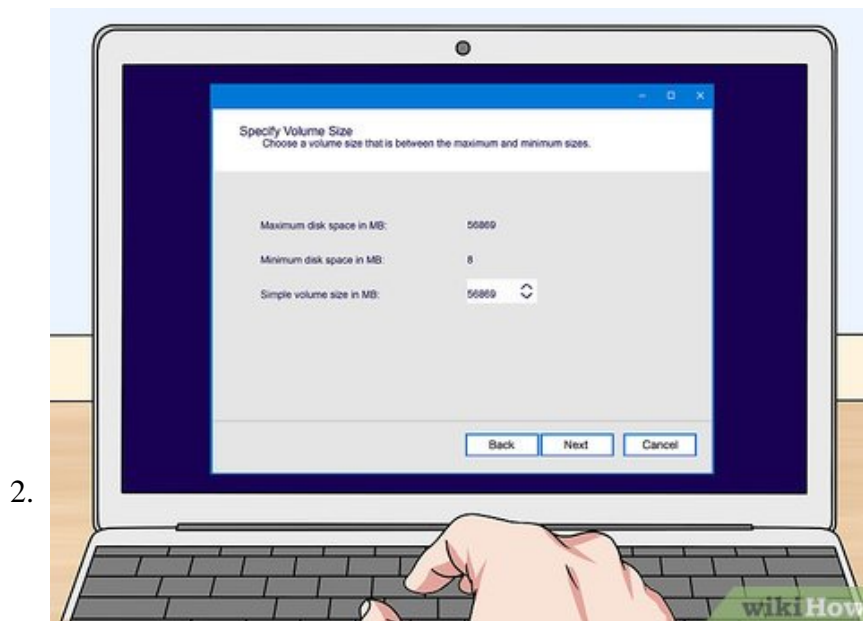 Specify Volume Size
Choose a volume size that is between the maximum and minimum sizes.
Maximum disk space in MB: 56869
Minimum disk space in MB: 8
Simple volume size in MB: 56869
Back Next Cancel
2.
wikiHow